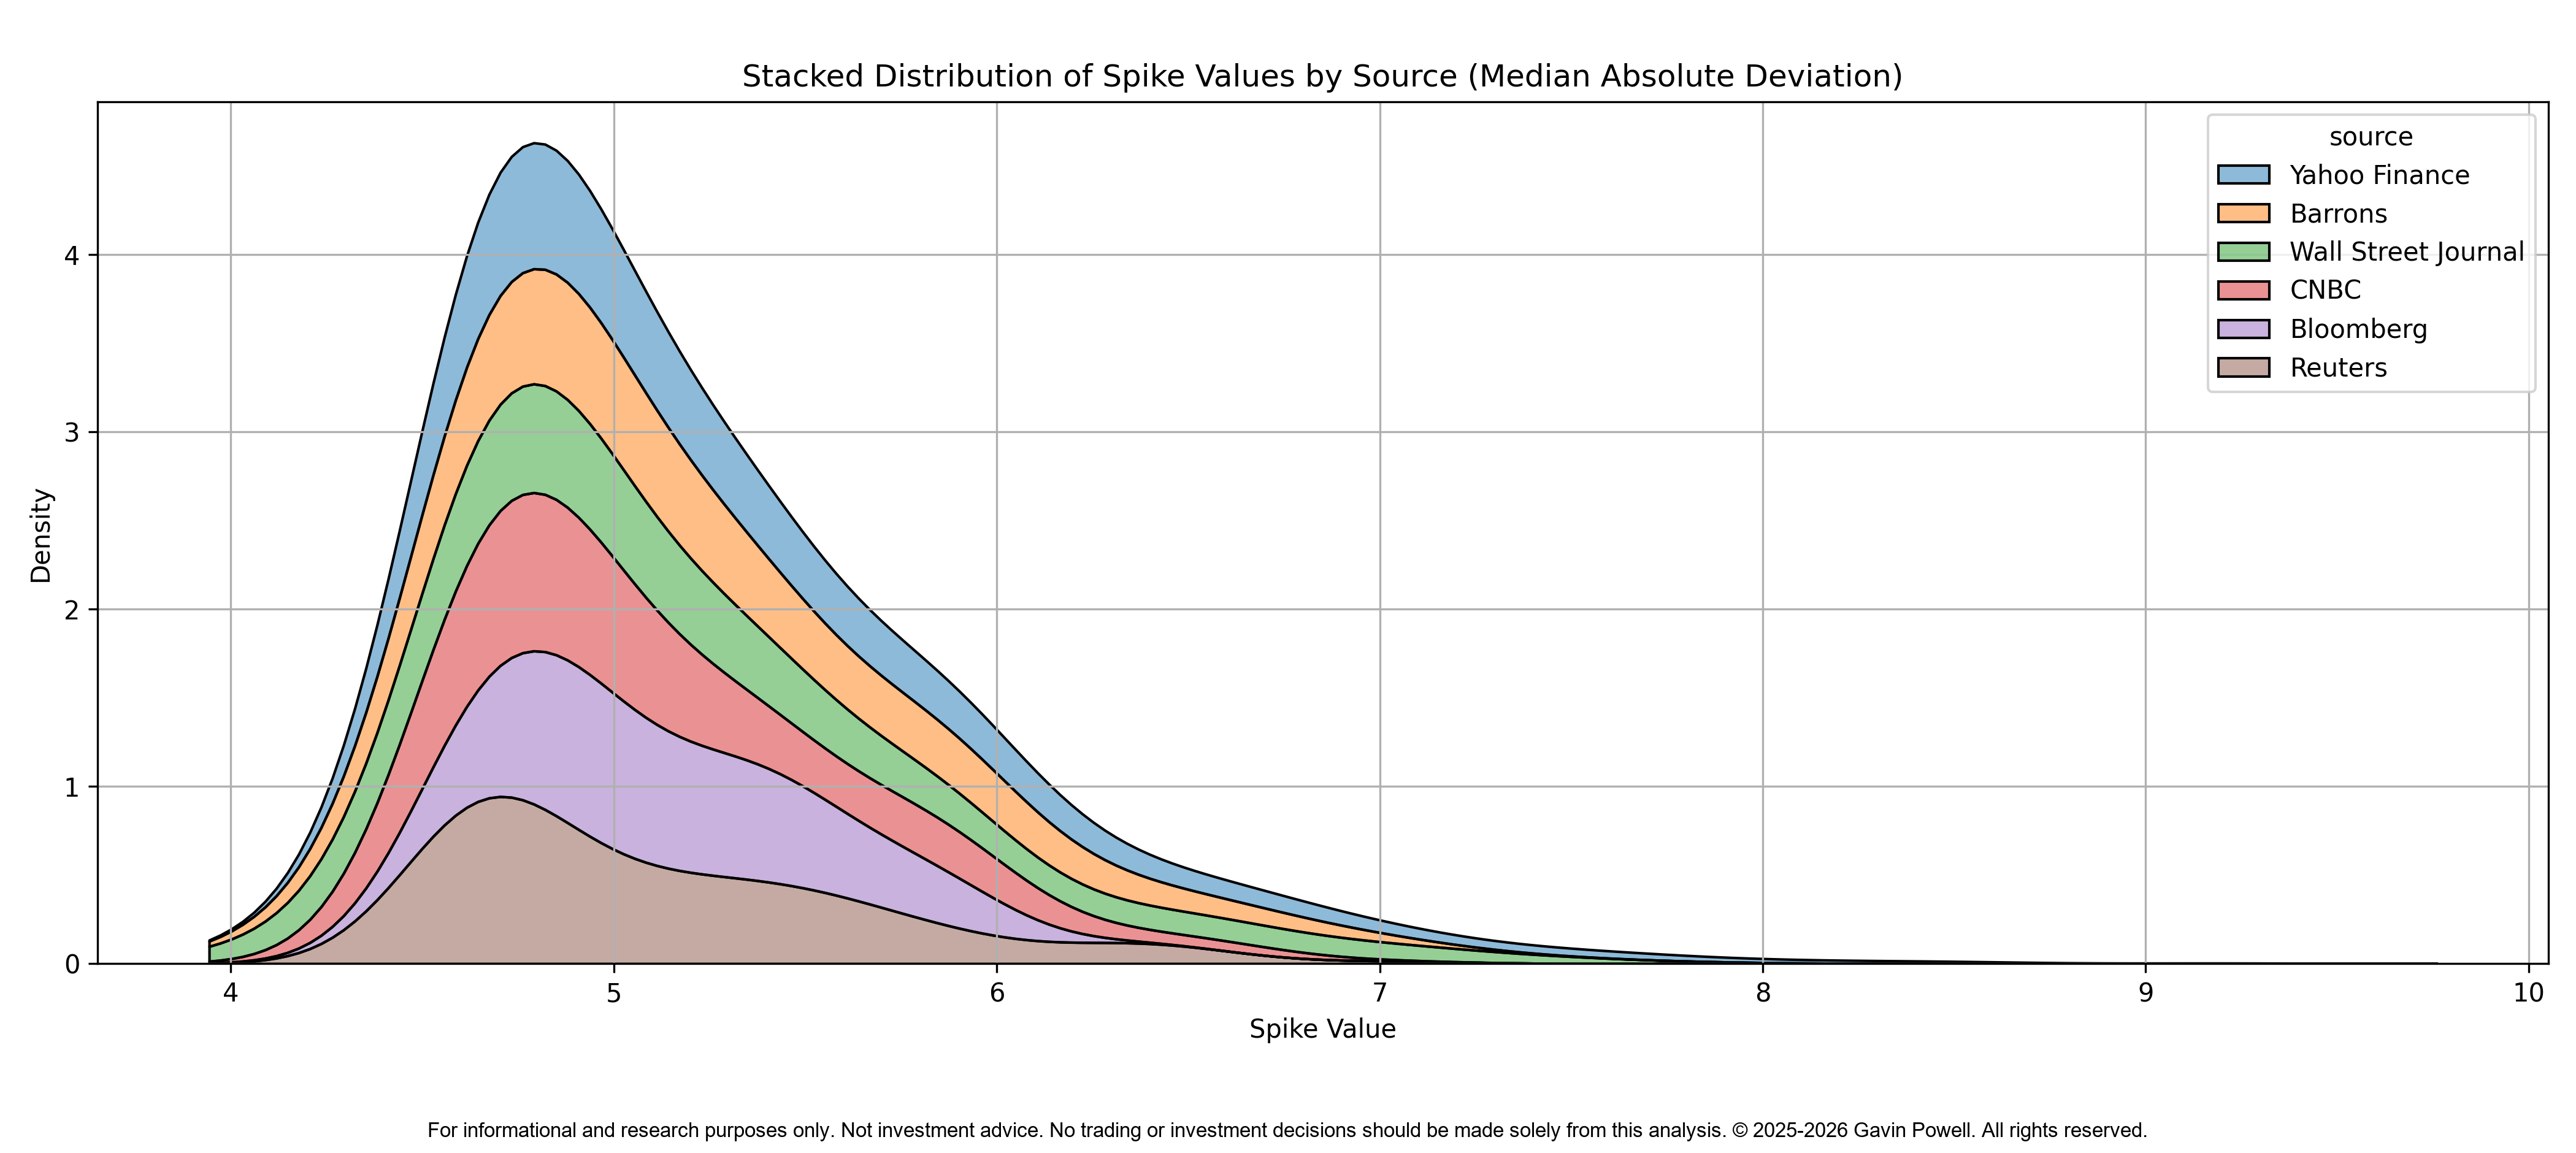 Stacked Distribution of Spike Values by Source (Median Absolute Deviation)
source
Yahoo Finance
Barrons
Wall Street Journal
CNBC
Bloomberg
Reuters
Density
4
3
2
1
0
4 5 6 7 8 9 10
Spike Value
For informational and research purposes only. Not investment advice. No trading or investment decisions should be made solely from this analysis. © 2025-2026 Gavin Powell. All rights reserved.